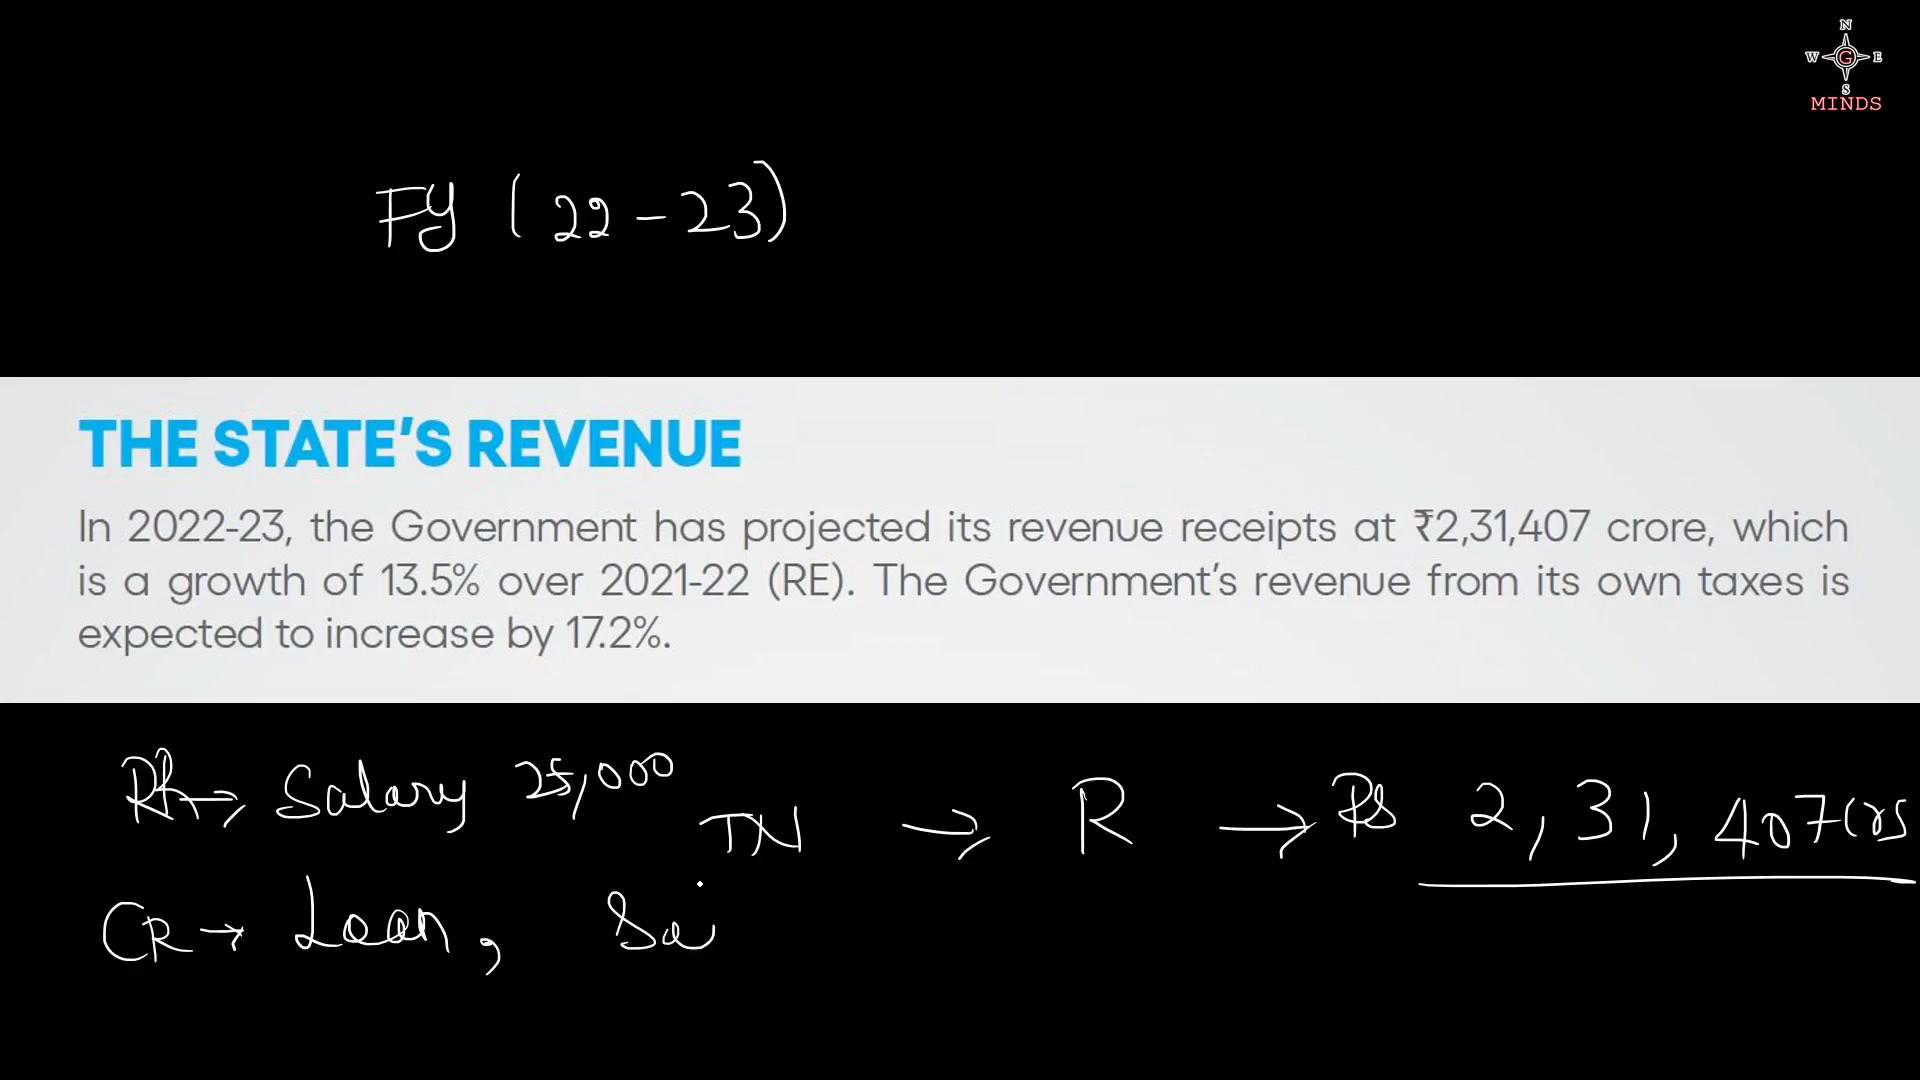 N
W G E
S
MINDS
FY (22-23)
THE STATE'S REVENUE
In 2022-23, the Government has projected its revenue receipts at ₹2,31,407 crore, which
is a growth of 13.5% over 2021-22 (RE). The Government's revenue from its own taxes is
expected to increase by 17.2%.
RR → Salary 25,000
TN → R → Rs 2,31,407Crs
CR → Loan, Sai